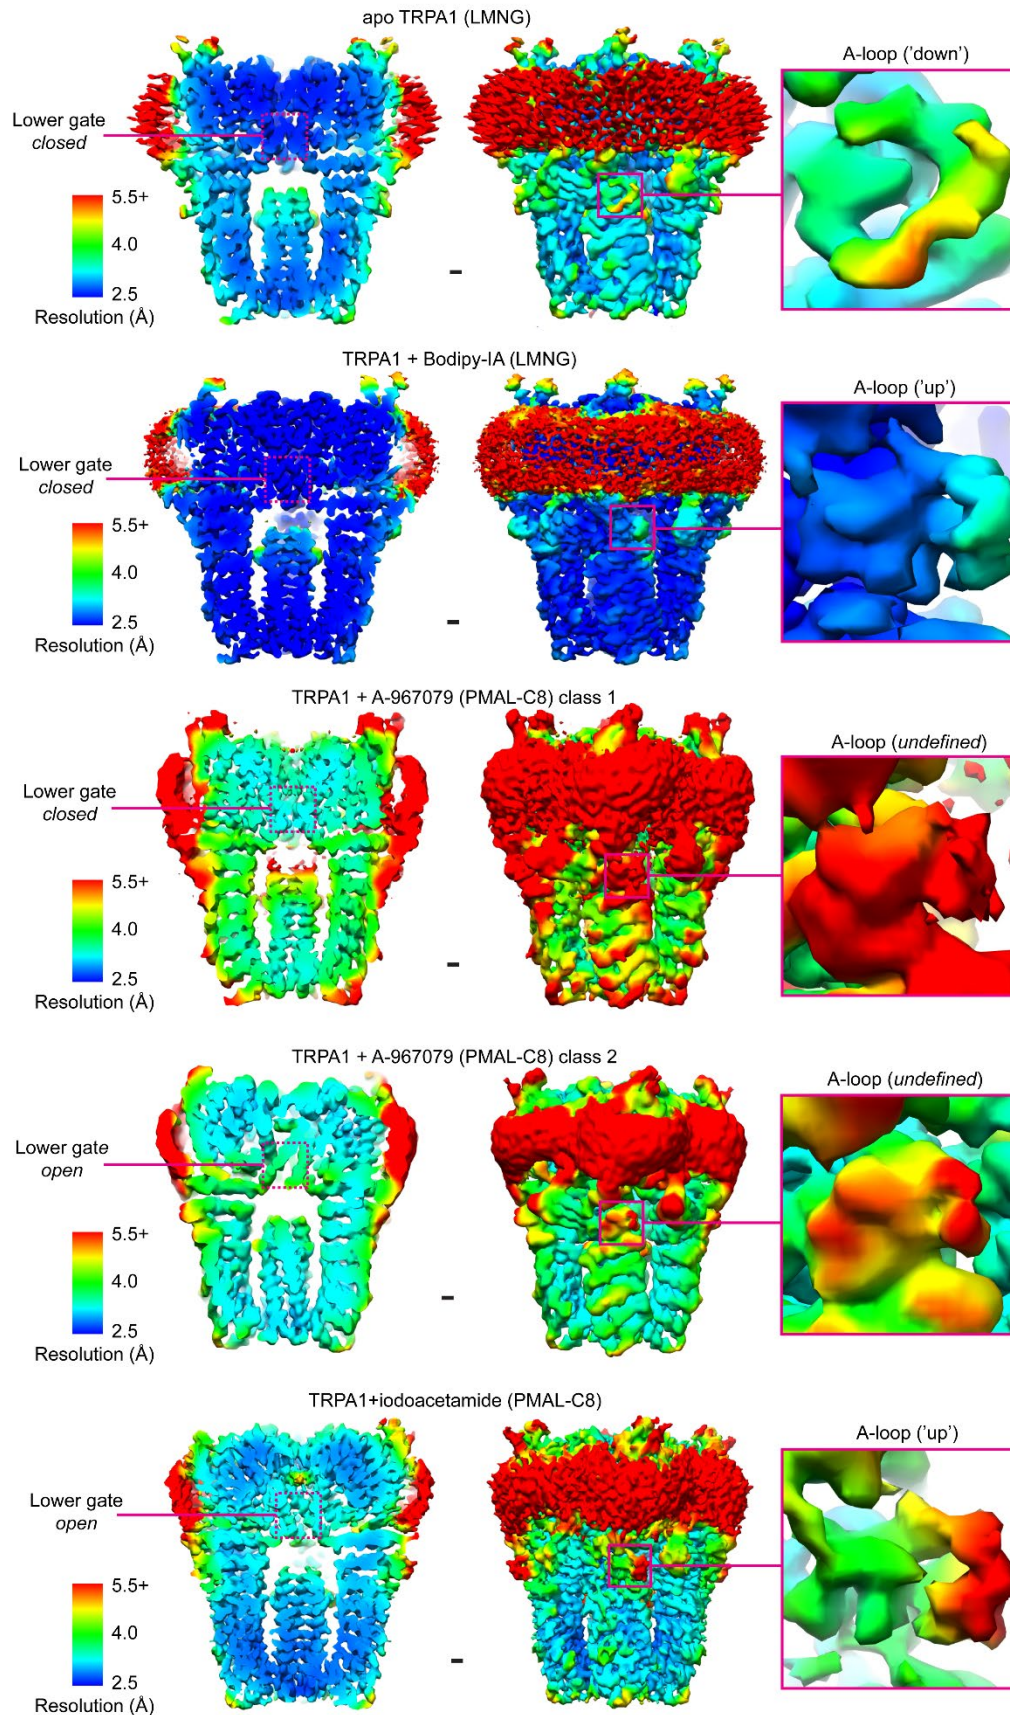 apo TRPA1 (LMNG)
A-loop ('down')
Lower gate
closed
5.5+
4.0
2.5
Resolution (Å)
TRPA1 + Bodipy-IA (LMNG)
A-loop ('up')
Lower gate
closed
5.5+
4.0
2.5
Resolution (Å)
TRPA1 + A-967079 (PMAL-C8) class 1
A-loop (undefined)
Lower gate
closed
5.5+
4.0
2.5
Resolution (Å)
TRPA1 + A-967079 (PMAL-C8) class 2
A-loop (undefined)
Lower gate
open
5.5+
4.0
2.5
Resolution (Å)
TRPA1+iodoacetamide (PMAL-C8)
A-loop ('up')
Lower gate
open
5.5+
4.0
2.5
Resolution (Å)